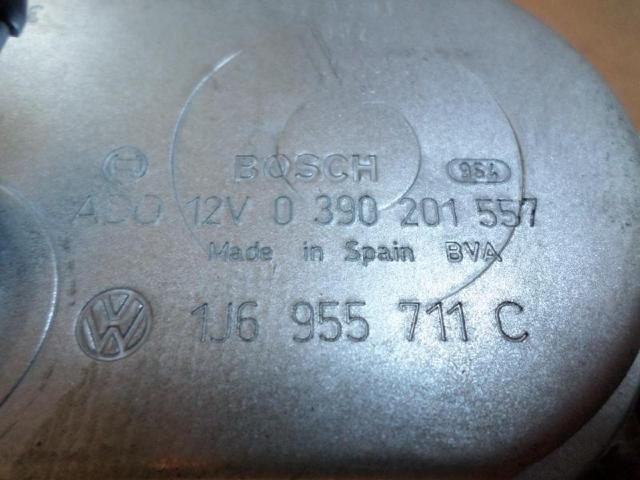 BOSCH 954
ADO 12V 0 390 201 557
Made in Spain BVA
1J6 955 711 C